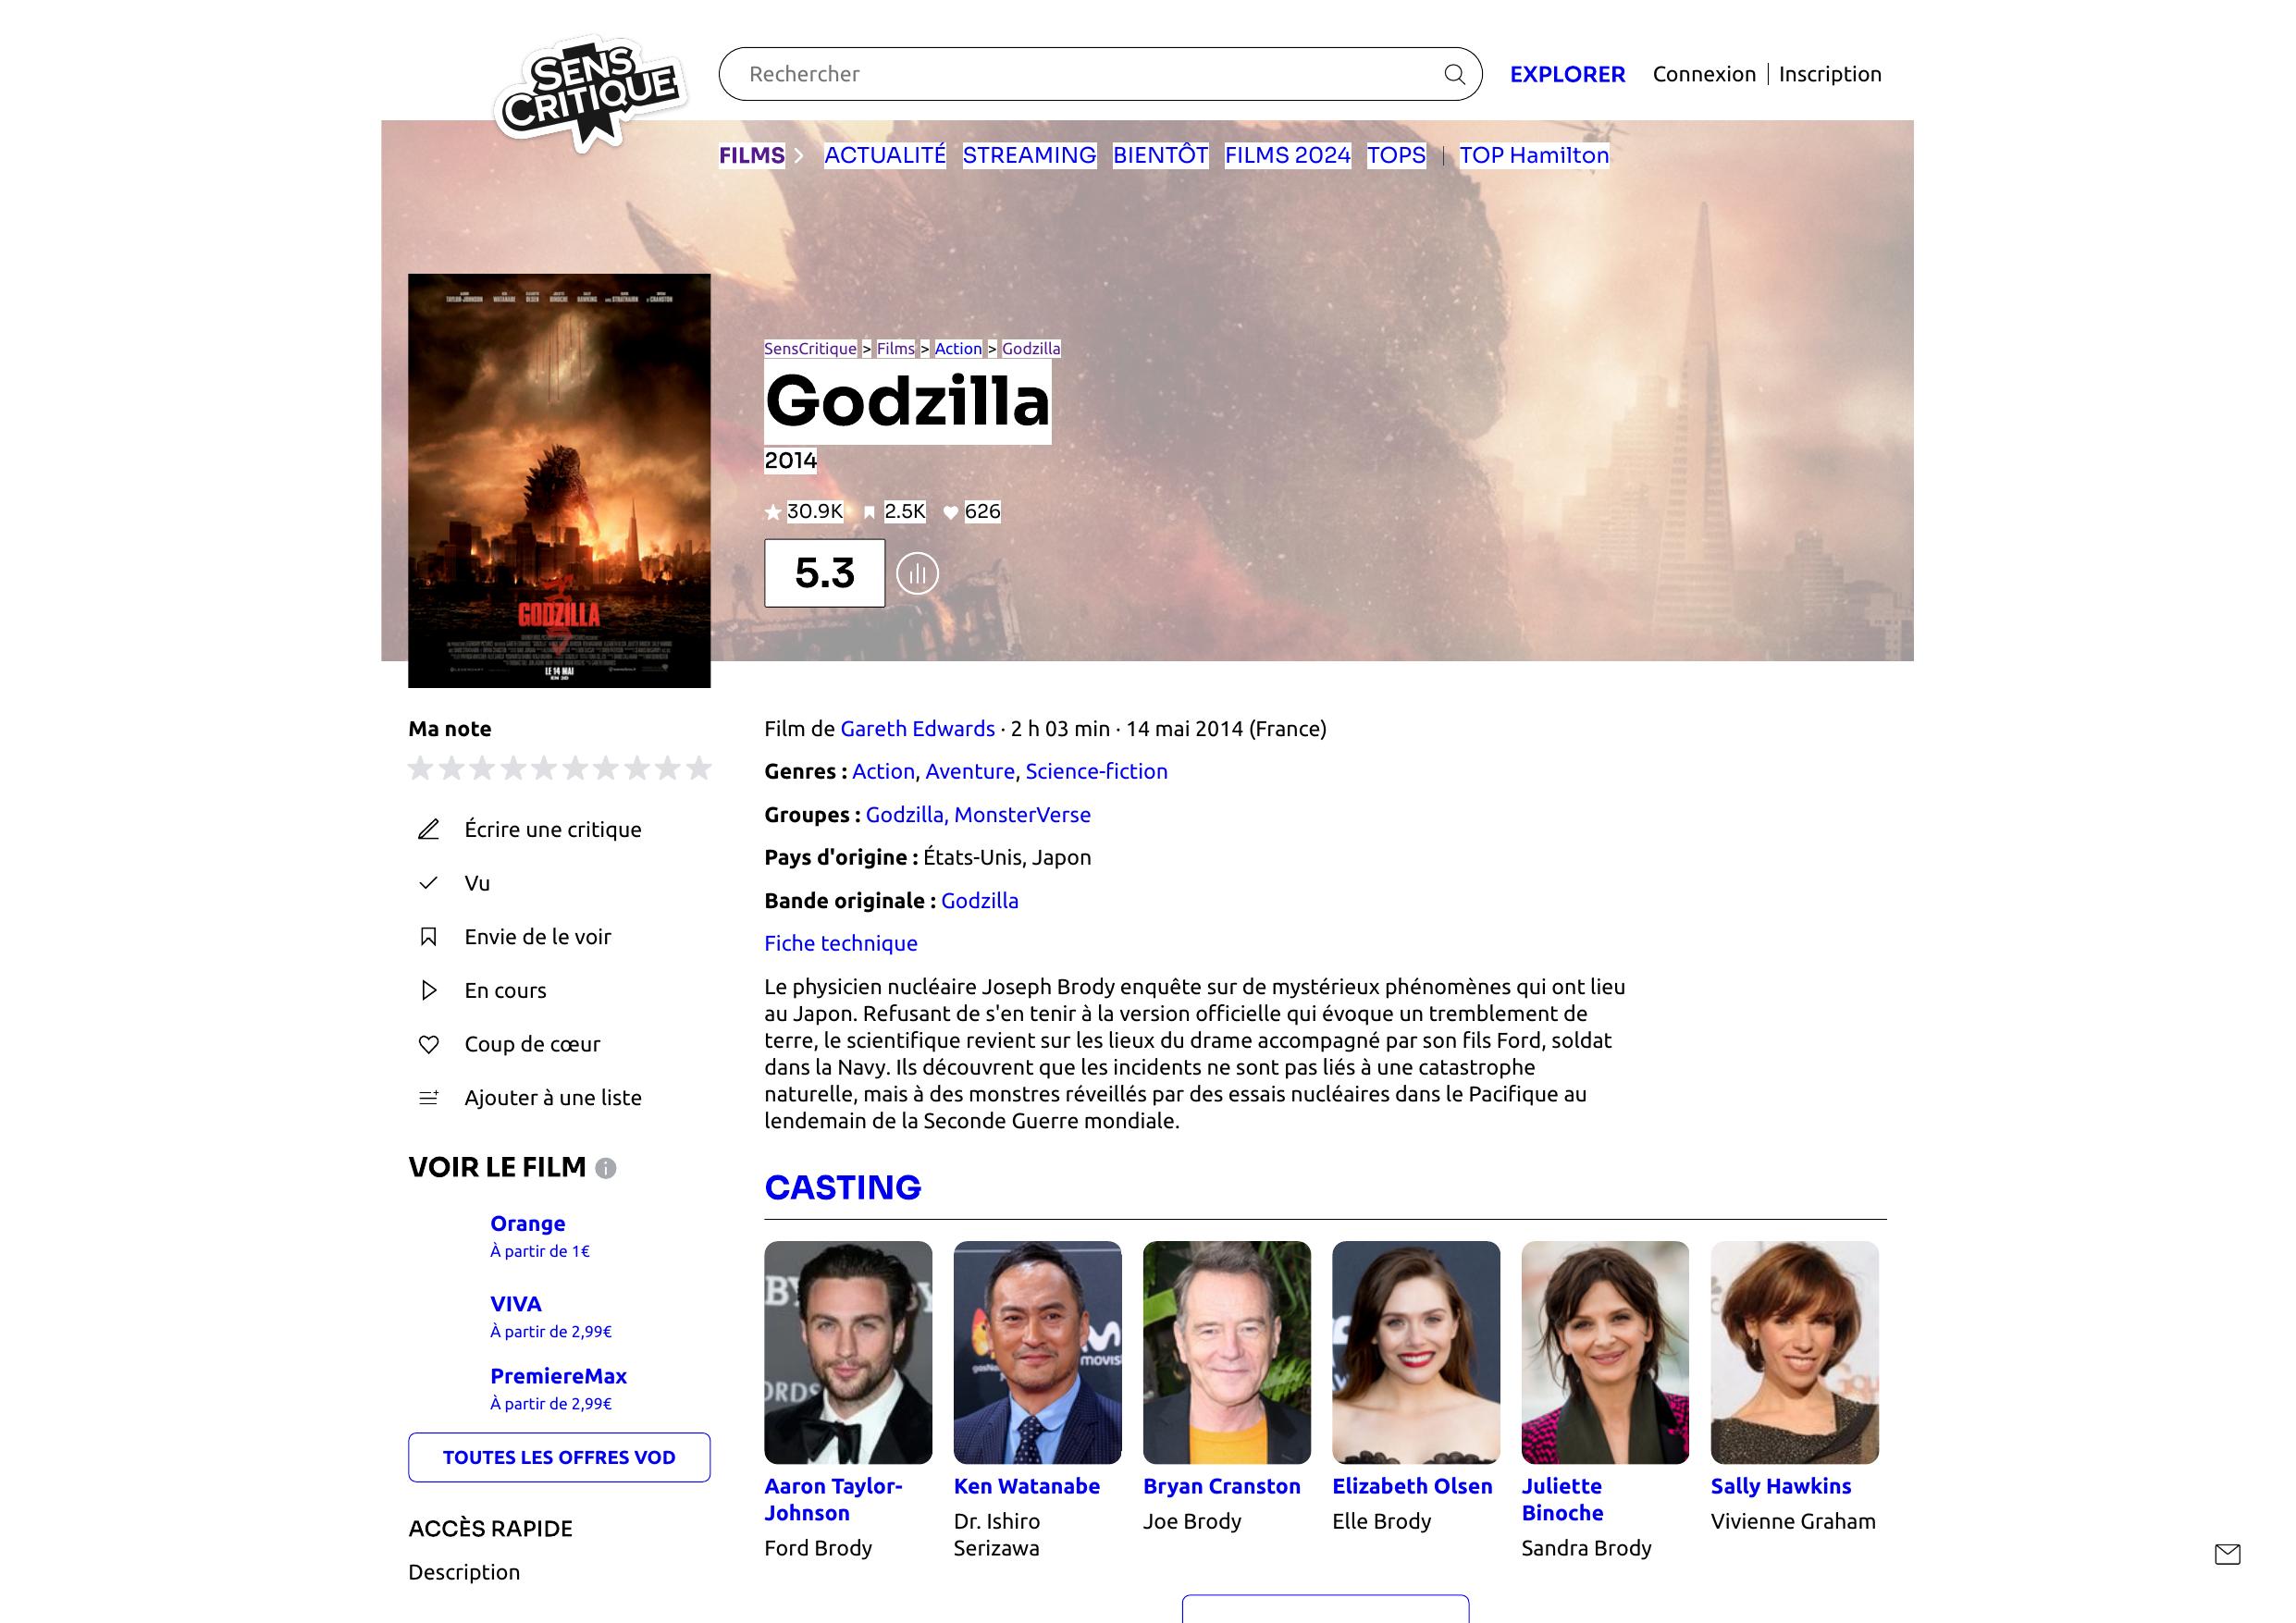 SENS CRITIQUE
Rechercher
EXPLORER
Connexion | Inscription
FILMS
ACTUALITÉ STREAMING BIENTÔT FILMS 2024 TOPS | TOP Hamilton
SensCritique > Films > Action > Godzilla
Godzilla
2014
30.9K 2.5K 626
5.3
GODZILLA
LE 14 MAI
EN 3D
Ma note
Écrire une critique
Vu
Envie de le voir
En cours
Coup de cœur
Ajouter à une liste
VOIR LE FILM
Orange
À partir de 1€
VIVA
À partir de 2,99€
PremiereMax
À partir de 2,99€
TOUTES LES OFFRES VOD
ACCÈS RAPIDE
Description
Film de Gareth Edwards · 2 h 03 min · 14 mai 2014 (France)
Genres : Action, Aventure, Science-fiction
Groupes : Godzilla, MonsterVerse
Pays d'origine : États-Unis, Japon
Bande originale : Godzilla
Fiche technique
Le physicien nucléaire Joseph Brody enquête sur de mystérieux phénomènes qui ont lieu
au Japon. Refusant de s'en tenir à la version officielle qui évoque un tremblement de
terre, le scientifique revient sur les lieux du drame accompagné par son fils Ford, soldat
dans la Navy. Ils découvrent que les incidents ne sont pas liés à une catastrophe
naturelle, mais à des monstres réveillés par des essais nucléaires dans le Pacifique au
lendemain de la Seconde Guerre mondiale.
CASTING
Aaron Taylor-
Johnson
Ford Brody
Ken Watanabe
Dr. Ishiro
Serizawa
Bryan Cranston
Joe Brody
Elizabeth Olsen
Elle Brody
Juliette
Binoche
Sandra Brody
Sally Hawkins
Vivienne Graham